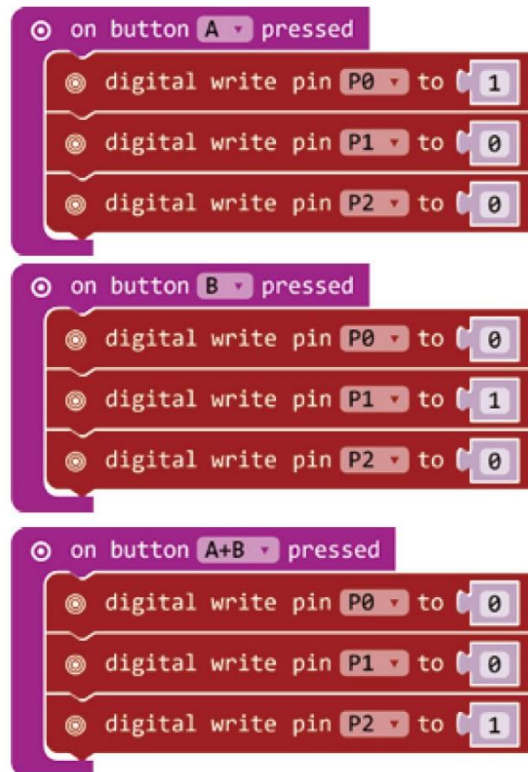 on button A pressed
digital write pin P0 to 1
digital write pin P1 to 0
digital write pin P2 to 0
on button B pressed
digital write pin P0 to 0
digital write pin P1 to 1
digital write pin P2 to 0
on button A+B pressed
digital write pin P0 to 0
digital write pin P1 to 0
digital write pin P2 to 1